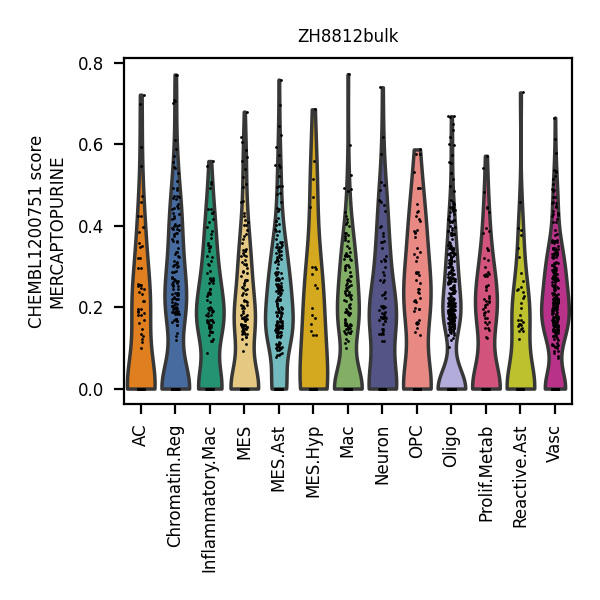 ZH8812bulk
CHEMBL1200751 score
MERCAPTOPURINE
0.8
0.6
0.4
0.2
0.0
AC
Chromatin.Reg
Inflammatory.Mac
MES
MES.Ast
MES.Hyp
Mac
Neuron
OPC
Oligo
Prolif.Metab
Reactive.Ast
Vasc